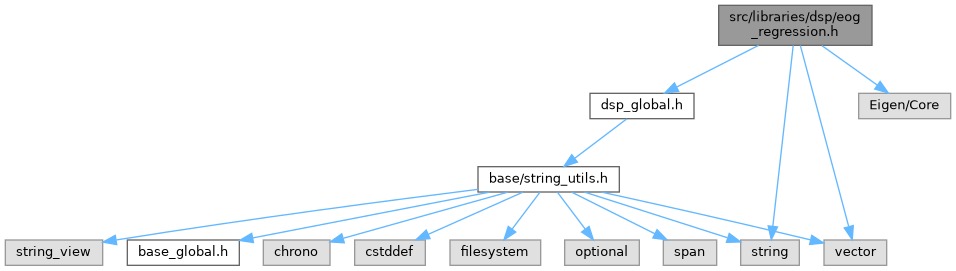 src/libraries/dsp/eog
_regression.h
dsp_global.h
Eigen/Core
base/string_utils.h
string_view
base_global.h
chrono
cstddef
filesystem
optional
span
string
vector